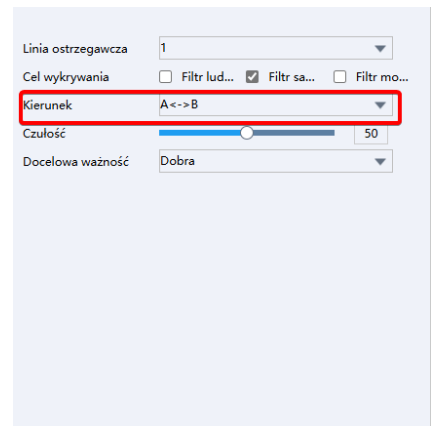 Linia ostrzegawcza 1
Cel wykrywania Filtr lud... Filtr sa... Filtr mo...
Kierunek A<->B
Czułość 50
Docelowa ważność Dobra